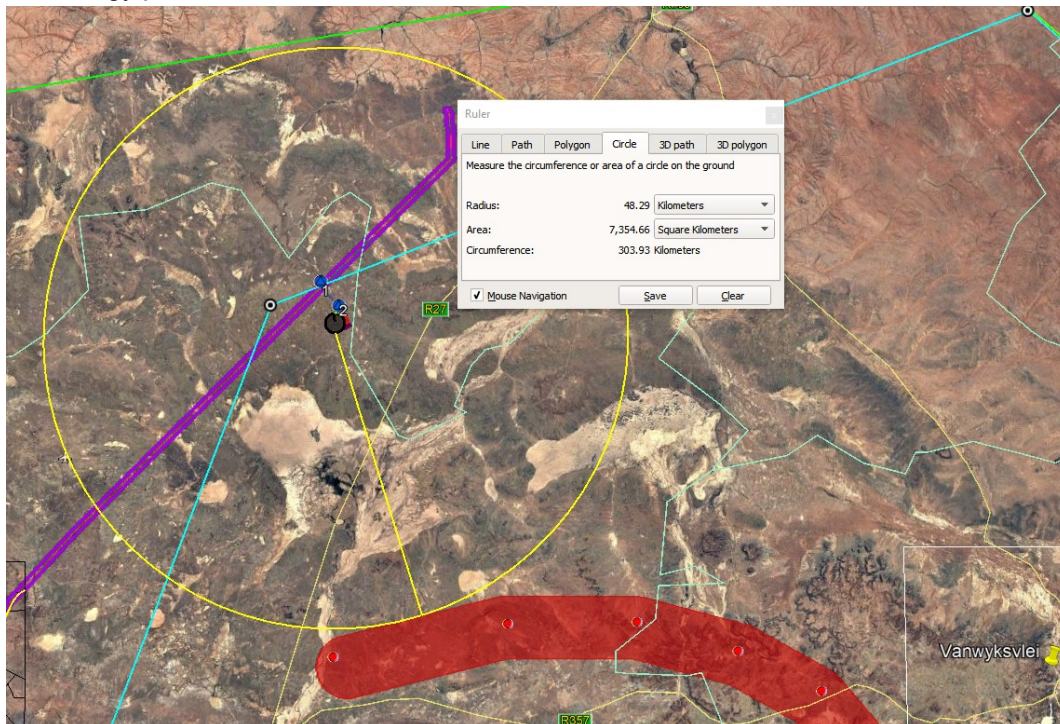 Ruler
Line Path Polygon Circle 3D path 3D polygon
Measure the circumference or area of a circle on the ground
Radius: 48.29 Kilometers
Area: 7,354.66 Square Kilometers
Circumference: 303.93 Kilometers
Mouse Navigation Save Clear
1
2
R27
Vanwyksvlei
R357